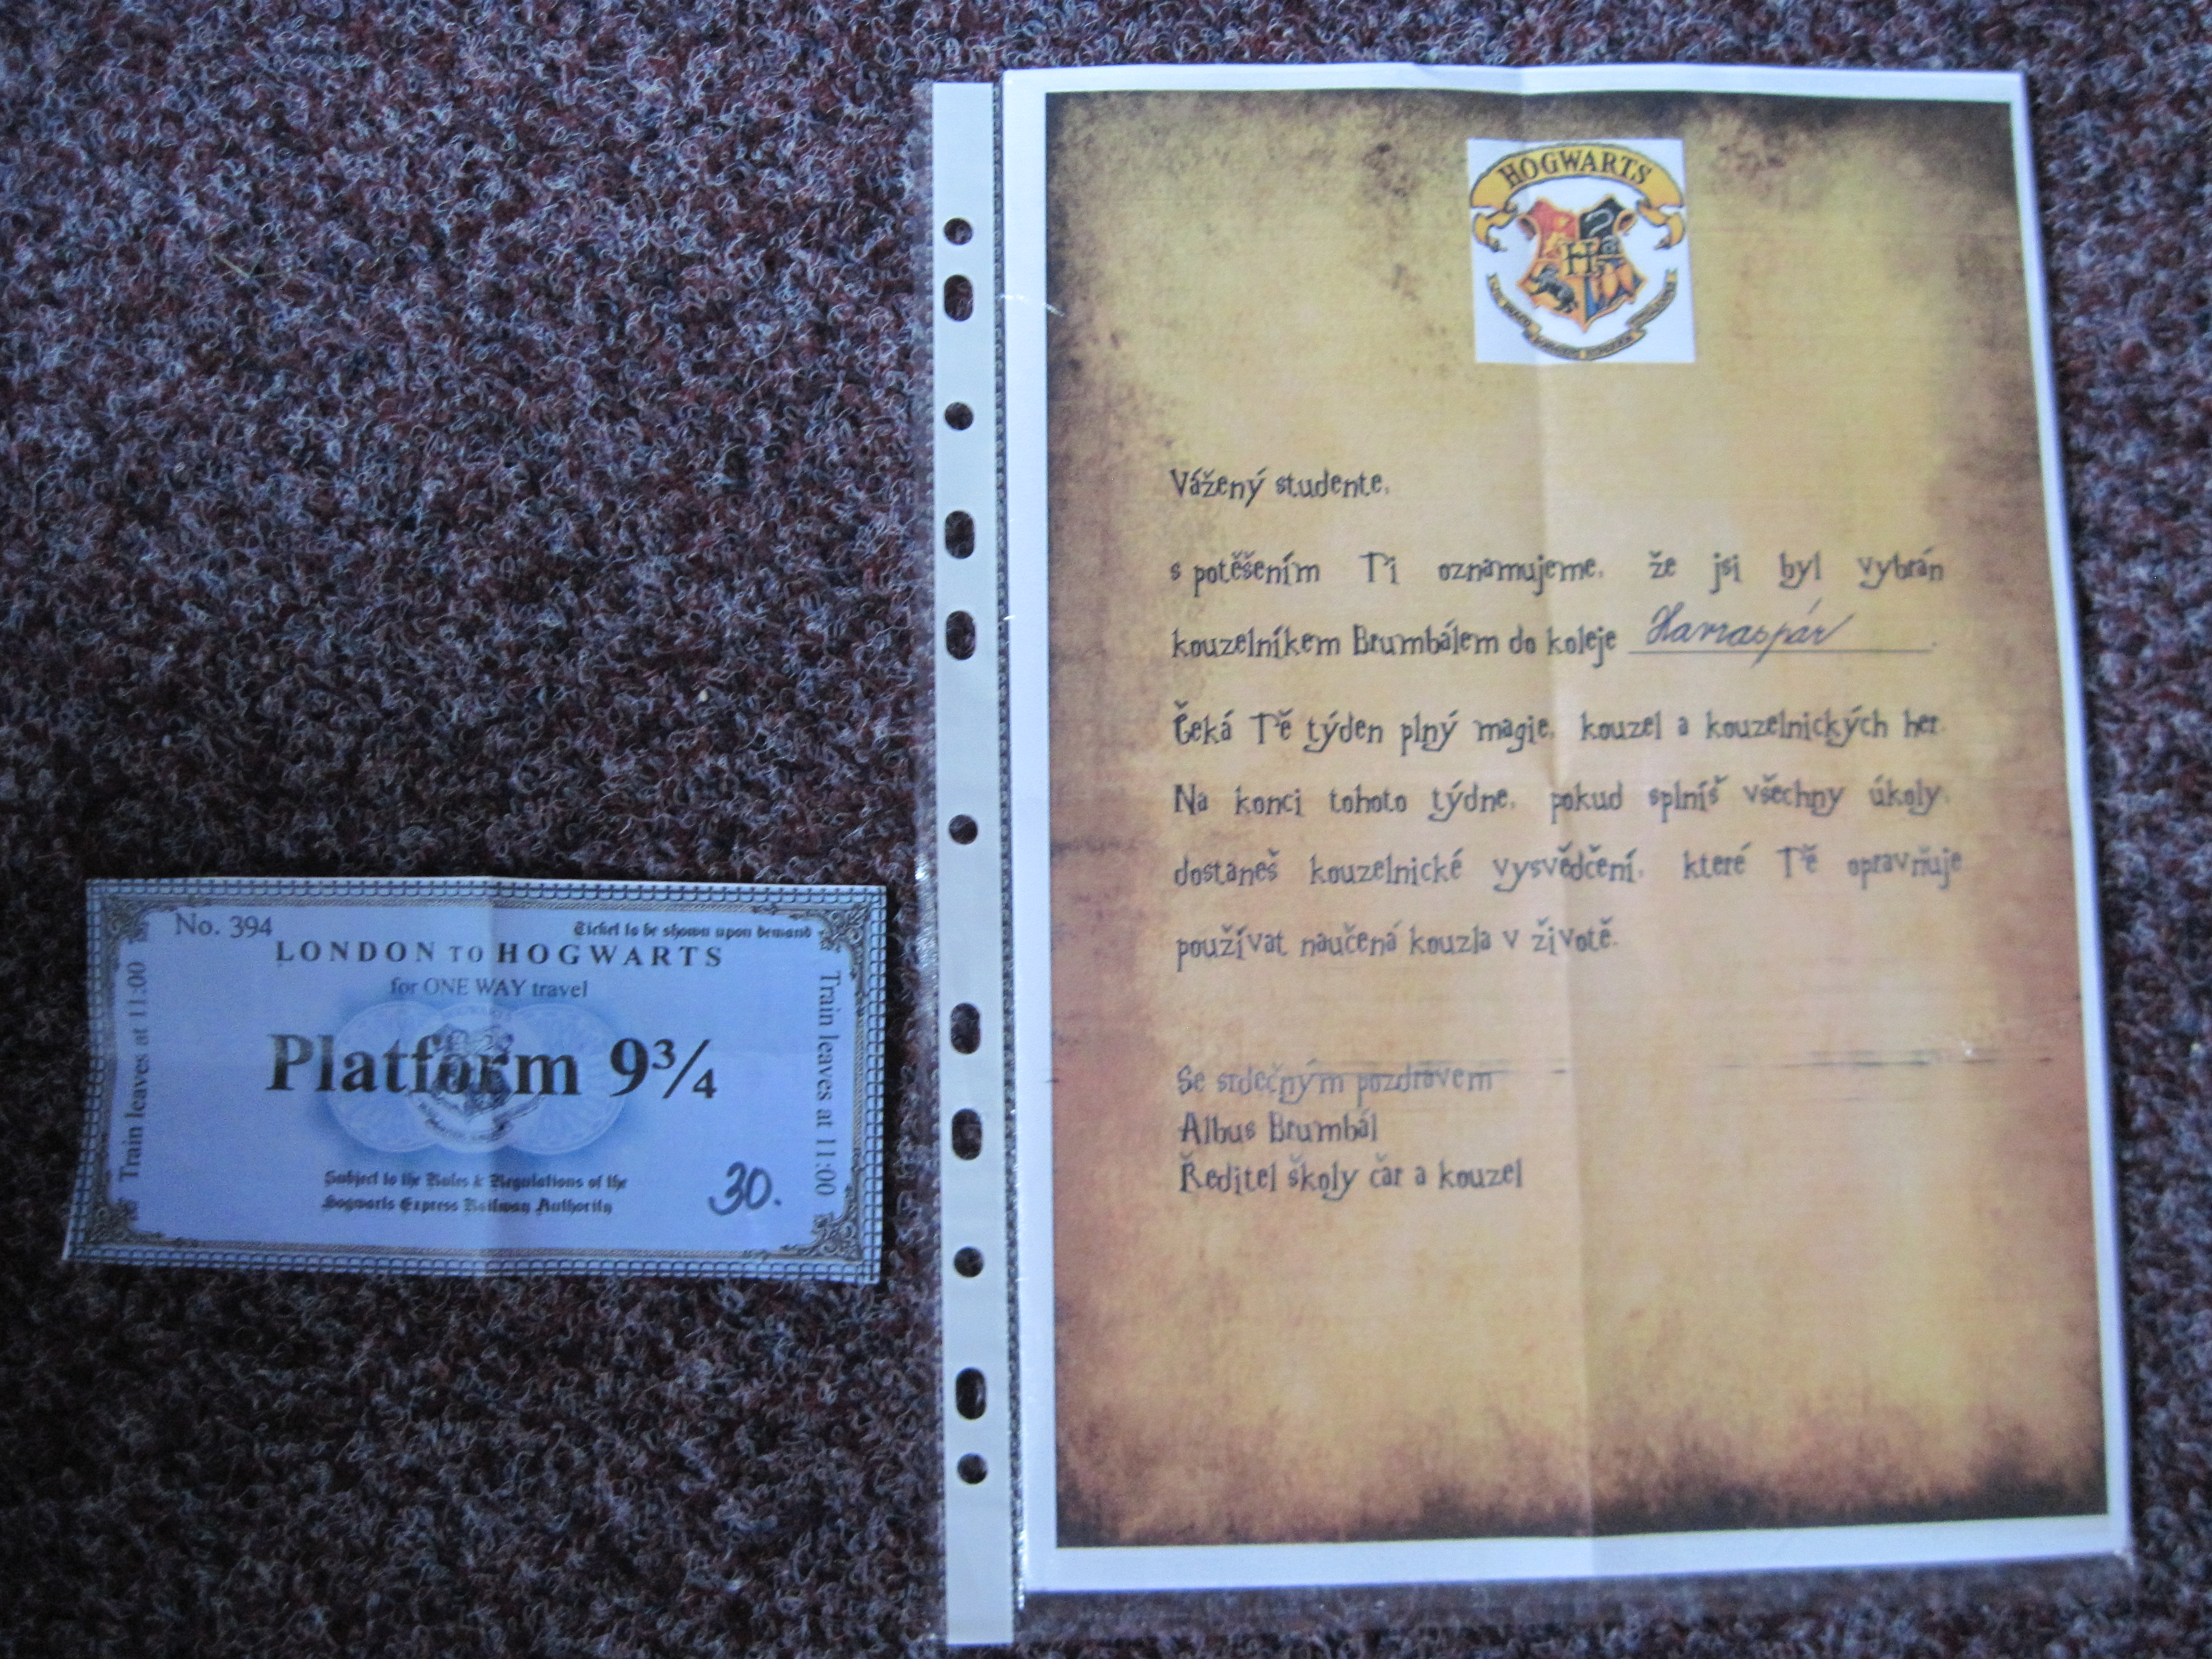 No. 394
Ticket to be shown upon demand
LONDON TO HOGWARTS
for ONE WAY travel
Platform 9¾
Train leaves at 11:00
Train leaves at 11:00
Subject to the Rules & Regulations of the
Hogwarts Express Railway Authority
30.
HOGWARTS
Vážený studente,
s potěšením Ti oznamujeme, že jsi byl vybrán
kouzelníkem Brumbálem do koleje Havraspár.
Čeká Tě týden plný magie, kouzel a kouzelnických her.
Na konci tohoto týdne, pokud splníš všechny úkoly,
dostaneš kouzelnické vysvědčení, které Tě opravňuje
používat naučená kouzla v životě.
Se srdečným pozdravem
Albus Brumbál
Ředitel školy čar a kouzel